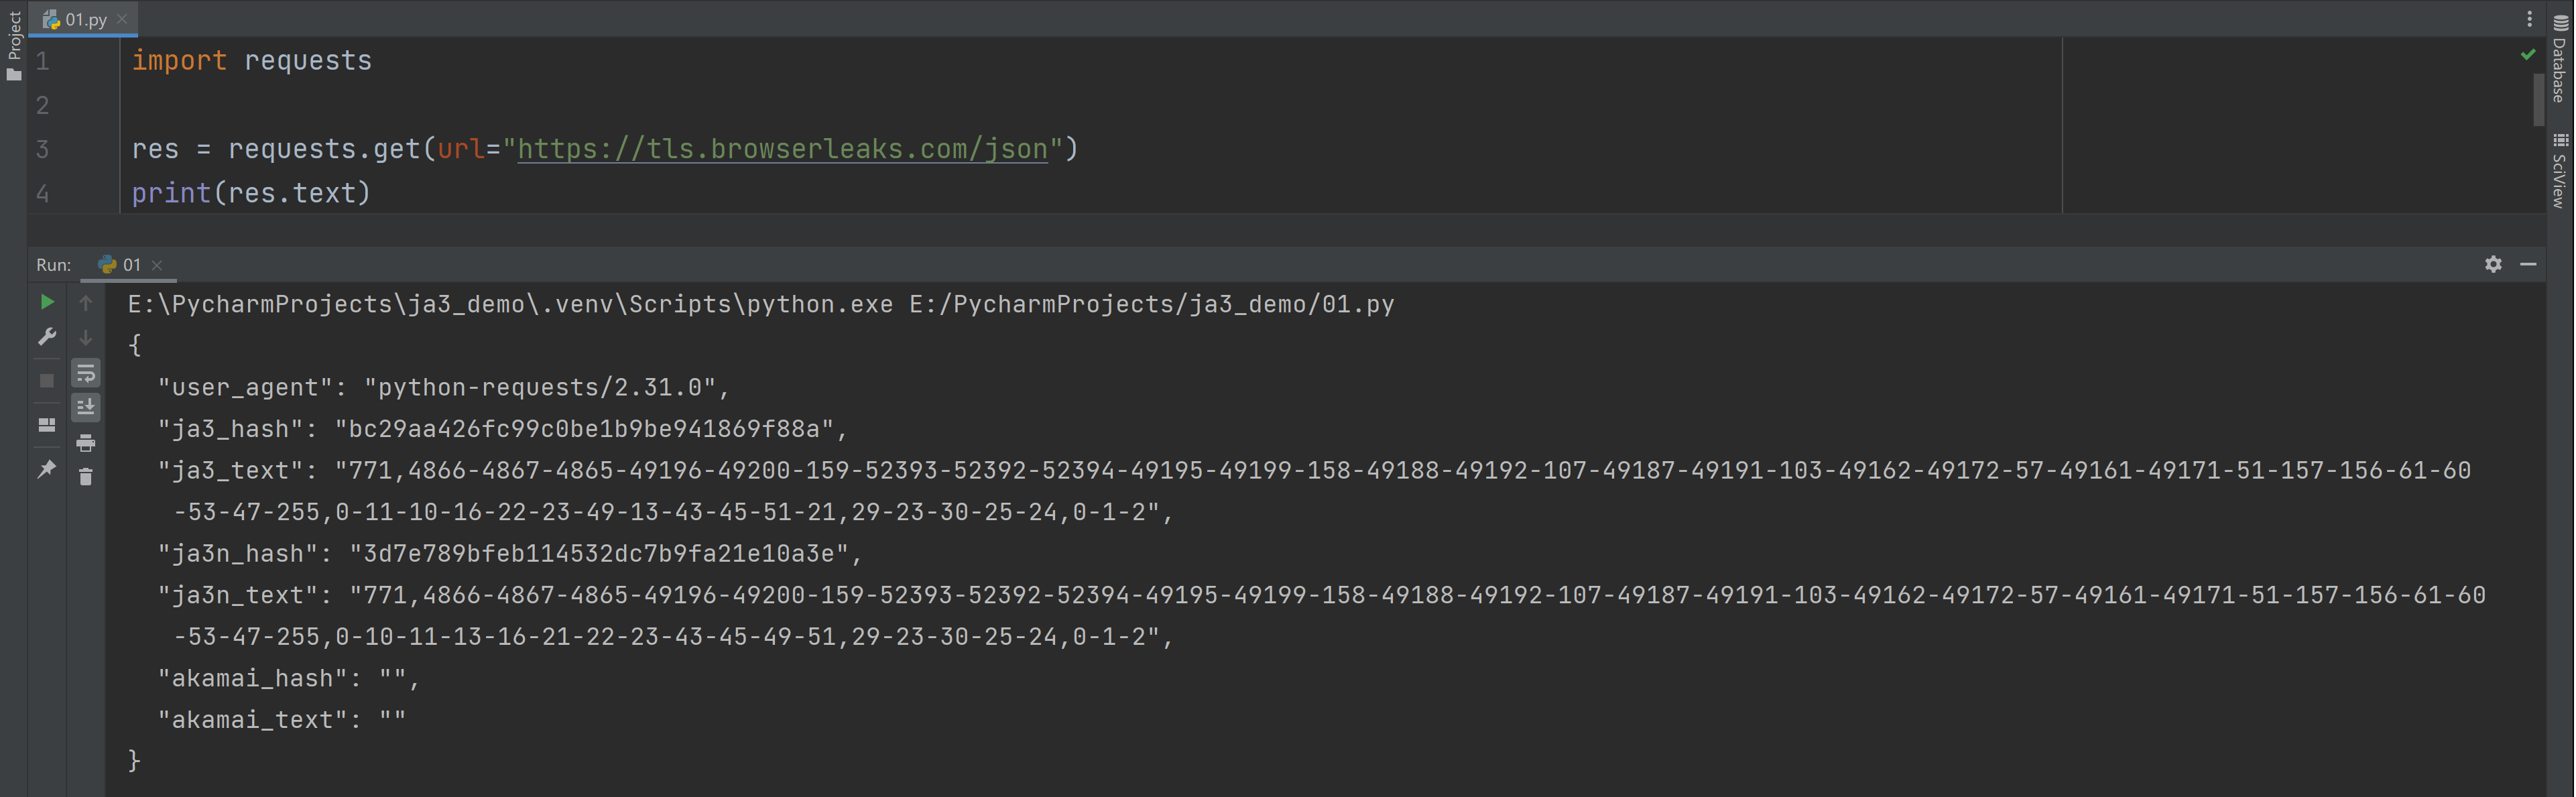 Project
01.py
1 import requests
2
3 res = requests.get(url="https://tls.browserleaks.com/json")
4 print(res.text)
Database
SciView
Run: 01
E:\PycharmProjects\ja3_demo\.venv\Scripts\python.exe E:/PycharmProjects/ja3_demo/01.py
{
  "user_agent": "python-requests/2.31.0",
  "ja3_hash": "bc29aa426fc99c0be1b9be941869f88a",
  "ja3_text": "771,4866-4867-4865-49196-49200-159-52393-52392-52394-49195-49199-158-49188-49192-107-49187-49191-103-49162-49172-57-49161-49171-51-157-156-61-60
   -53-47-255,0-11-10-16-22-23-49-13-43-45-51-21,29-23-30-25-24,0-1-2",
  "ja3n_hash": "3d7e789bfeb114532dc7b9fa21e10a3e",
  "ja3n_text": "771,4866-4867-4865-49196-49200-159-52393-52392-52394-49195-49199-158-49188-49192-107-49187-49191-103-49162-49172-57-49161-49171-51-157-156-61-60
   -53-47-255,0-10-11-13-16-21-22-23-43-45-49-51,29-23-30-25-24,0-1-2",
  "akamai_hash": "",
  "akamai_text": ""
}